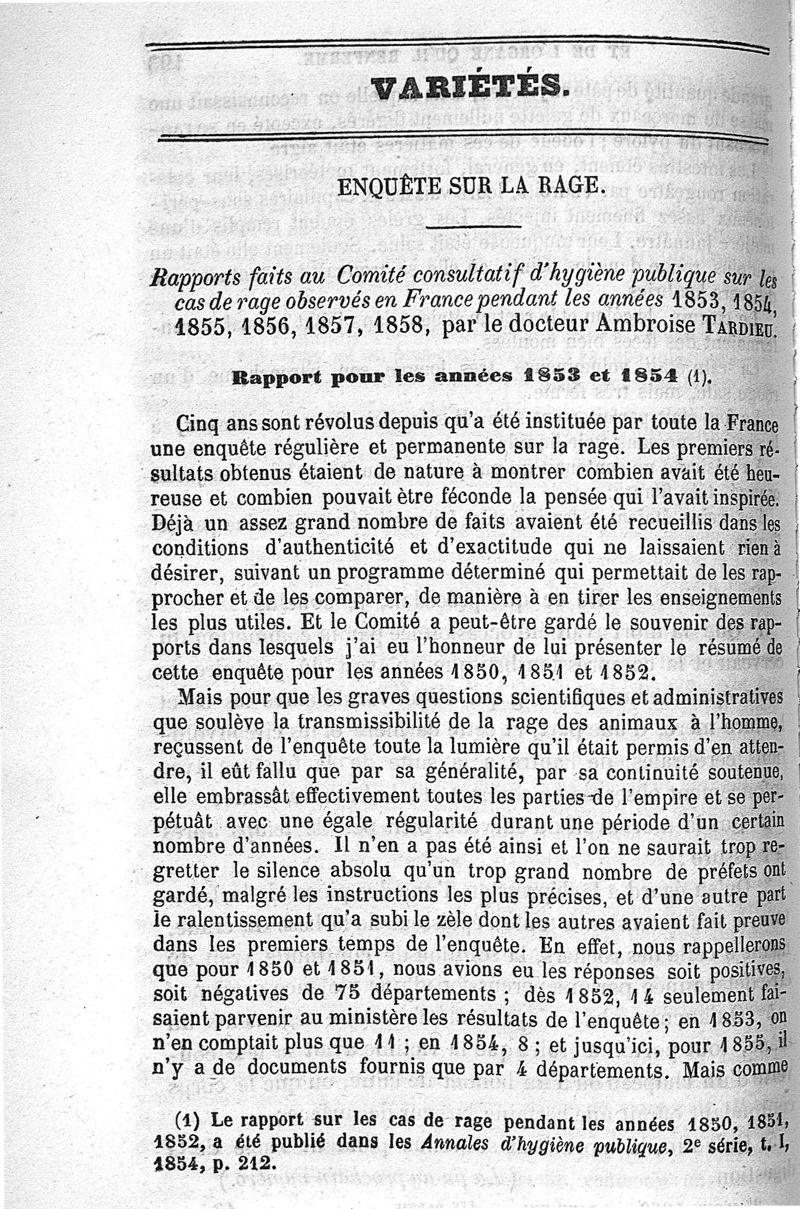 VARIÉTÉS.
ENQUÊTE SUR LA RAGE.
Rapports faits au Comité consultatif d'hygiène publique sur les
cas de rage observés en France pendant les années 1853, 1854,
1855, 1856, 1857, 1858, par le docteur Ambroise TARDIEU.
Rapport pour les années 1853 et 1854 (1).
Cinq ans sont révolus depuis qu'a été instituée par toute la France
une enquête régulière et permanente sur la rage. Les premiers ré-
sultats obtenus étaient de nature à montrer combien avait été heu-
reuse et combien pouvait être féconde la pensée qui l'avait inspirée.
Déjà un assez grand nombre de faits avaient été recueillis dans les
conditions d'authenticité et d'exactitude qui ne laissaient rien à
désirer, suivant un programme déterminé qui permettait de les rap-
procher et de les comparer, de manière à en tirer les enseignements
les plus utiles. Et le Comité a peut-être gardé le souvenir des rap-
ports dans lesquels j'ai eu l'honneur de lui présenter le résumé de
cette enquête pour les années 1850, 1851 et 1852.
Mais pour que les graves questions scientifiques et administratives
que soulève la transmissibilité de la rage des animaux à l'homme,
reçussent de l'enquête toute la lumière qu'il était permis d'en atten-
dre, il eût fallu que par sa généralité, par sa continuité soutenue,
elle embrassât effectivement toutes les parties de l'empire et se per-
pétuât avec une égale régularité durant une période d'un certain
nombre d'années. Il n'en a pas été ainsi et l'on ne saurait trop re-
gretter le silence absolu qu'un trop grand nombre de préfets ont
gardé, malgré les instructions les plus précises, et d'une autre part
le ralentissement qu'a subi le zèle dont les autres avaient fait preuve
dans les premiers temps de l'enquête. En effet, nous rappellerons
que pour 1850 et 1851, nous avions eu les réponses soit positives,
soit négatives de 75 départements ; dès 1852, 14 seulement fai-
saient parvenir au ministère les résultats de l'enquête ; en 1853, on
n'en comptait plus que 11 ; en 1854, 8 ; et jusqu'ici, pour 1855, il
n'y a de documents fournis que par 4 départements. Mais comme
(1) Le rapport sur les cas de rage pendant les années 1850, 1851,
1852, a été publié dans les Annales d'hygiène publique, 2e série, t. I,
1854, p. 212.